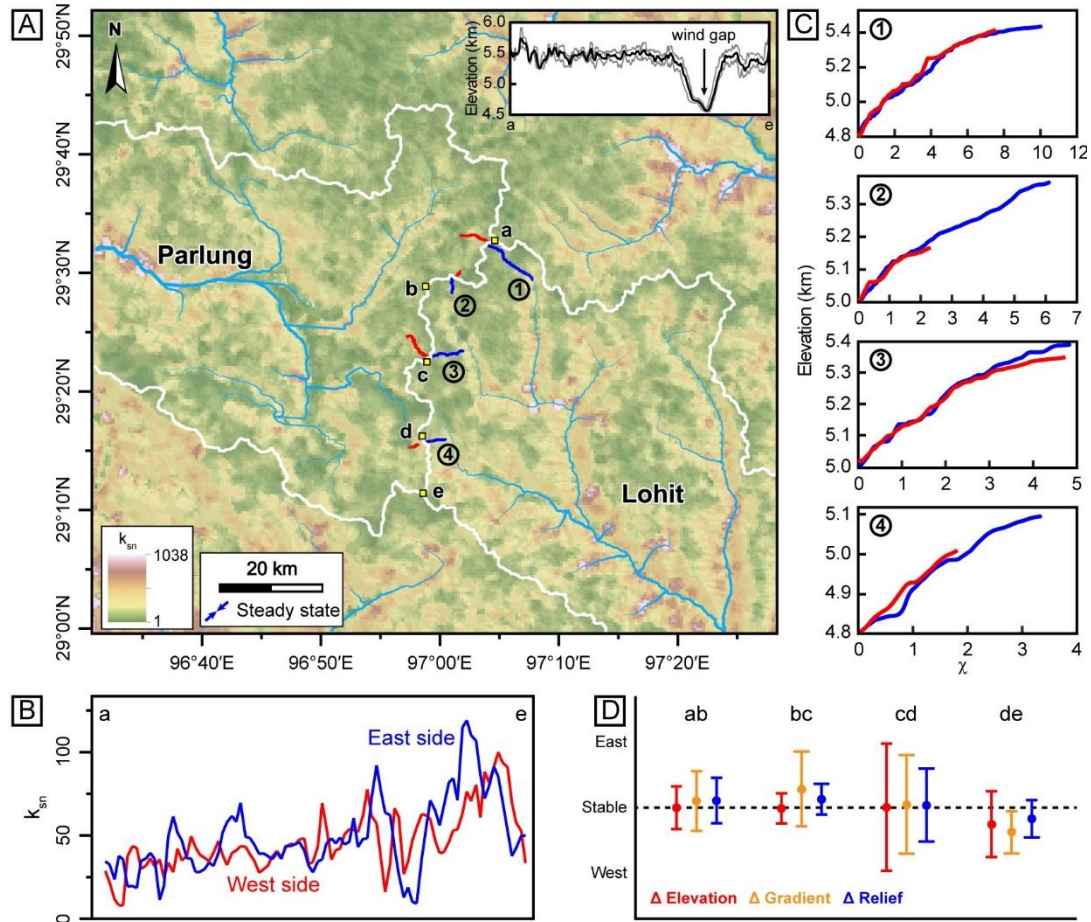 A
N
29°50'N
29°40'N
29°30'N
29°20'N
29°10'N
29°00'N
96°40'E
96°50'E
97°00'E
97°10'E
97°20'E
Parlung
Lohit
a
b
c
d
e
①
②
③
④
k_sn
1038
1
20 km
Steady state
Elevation (km)
6.0
5.5
5.0
4.5
wind gap
a
e
C
①
5.4
5.2
5.0
4.8
0 2 4 6 8 10 12
②
5.3
5.2
5.1
5.0
0 1 2 3 4 5 6 7
Elevation (km)
③
5.4
5.3
5.2
5.1
5.0
0 1 2 3 4 5
④
5.1
5.0
4.9
4.8
0 1 2 3 4
χ
B
a
e
k_sn
100
50
0
East side
West side
D
ab bc cd de
East
Stable
West
Δ Elevation Δ Gradient Δ Relief